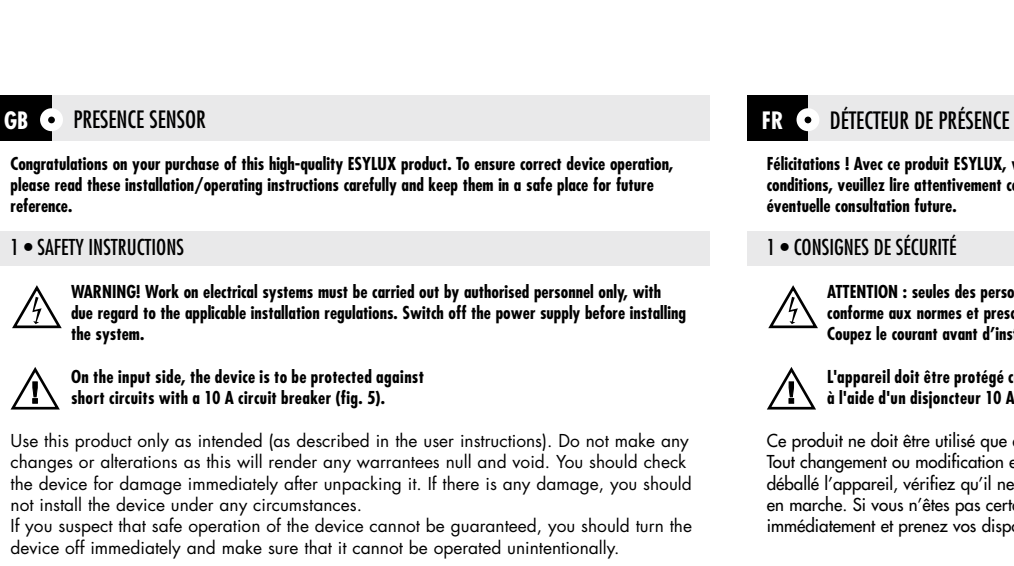 GB • PRESENCE SENSOR
Congratulations on your purchase of this high-quality ESYLUX product. To ensure correct device operation,
please read these installation/operating instructions carefully and keep them in a safe place for future
reference.
1 • SAFETY INSTRUCTIONS
WARNING! Work on electrical systems must be carried out by authorised personnel only, with
due regard to the applicable installation regulations. Switch off the power supply before installing
the system.
On the input side, the device is to be protected against
short circuits with a 10 A circuit breaker (fig. 5).
Use this product only as intended (as described in the user instructions). Do not make any
changes or alterations as this will render any warrantees null and void. You should check
the device for damage immediately after unpacking it. If there is any damage, you should
not install the device under any circumstances.
If you suspect that safe operation of the device cannot be guaranteed, you should turn the
device off immediately and make sure that it cannot be operated unintentionally.
FR • DÉTECTEUR DE PRÉSENCE
Félicitations ! Avec ce produit ESYLUX,
conditions, veuillez lire attentivement
éventuelle consultation future.
1 • CONSIGNES DE SÉCURITÉ
ATTENTION : seules des
conforme aux normes et
Coupez le courant avant
L'appareil doit être protégé
à l'aide d'un disjoncteur 10 A
Ce produit ne doit être utilisé que
Tout changement ou modification
déballé l'appareil, vérifiez qu'il
en marche. Si vous n'êtes pas
immédiatement et prenez vos